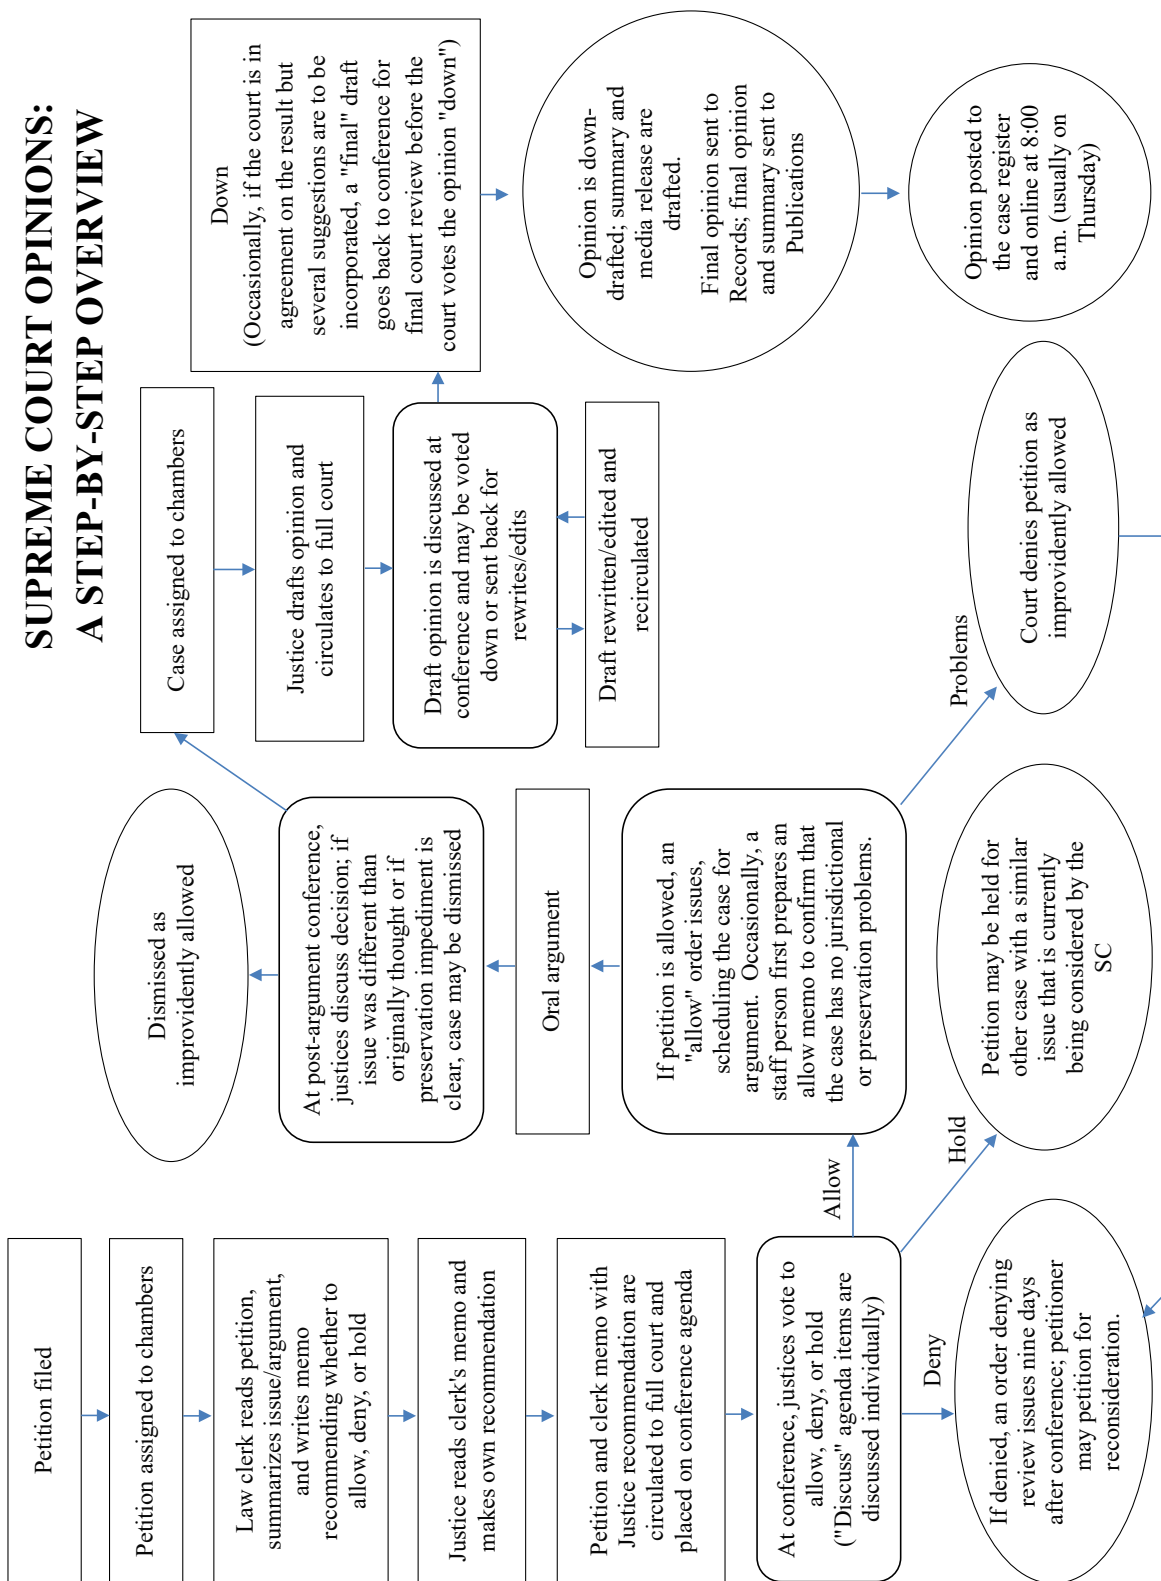 SUPREME COURT OPINIONS:
A STEP-BY-STEP OVERVIEW
Petition filed
Petition assigned to chambers
Law clerk reads petition,
summarizes issue/argument,
and writes memo
recommending whether to
allow, deny, or hold
Justice reads clerk's memo and
makes own recommendation
Petition and clerk memo with
Justice recommendation are
circulated to full court and
placed on conference agenda
At conference, justices vote to
allow, deny, or hold
("Discuss" agenda items are
discussed individually)
Deny
If denied, an order denying
review issues nine days
after conference; petitioner
may petition for
reconsideration.
Hold
Petition may be held for
other case with a similar
issue that is currently
being considered by the
SC
Allow
If petition is allowed, an
"allow" order issues,
scheduling the case for
argument. Occasionally, a
staff person first prepares an
allow memo to confirm that
the case has no jurisdictional
or preservation problems.
Problems
Court denies petition as
improvidently allowed
Oral argument
At post-argument conference,
justices discuss decision; if
issue was different than
originally thought or if
preservation impediment is
clear, case may be dismissed
Dismissed as
improvidently allowed
Case assigned to chambers
Justice drafts opinion and
circulates to full court
Draft opinion is discussed at
conference and may be voted
down or sent back for
rewrites/edits
Draft rewritten/edited and
recirculated
Down
(Occasionally, if the court is in
agreement on the result but
several suggestions are to be
incorporated, a "final" draft
goes back to conference for
final court review before the
court votes the opinion "down")
Opinion is down-
drafted; summary and
media release are
drafted.
Final opinion sent to
Records; final opinion
and summary sent to
Publications
Opinion posted to
the case register
and online at 8:00
a.m. (usually on
Thursday)